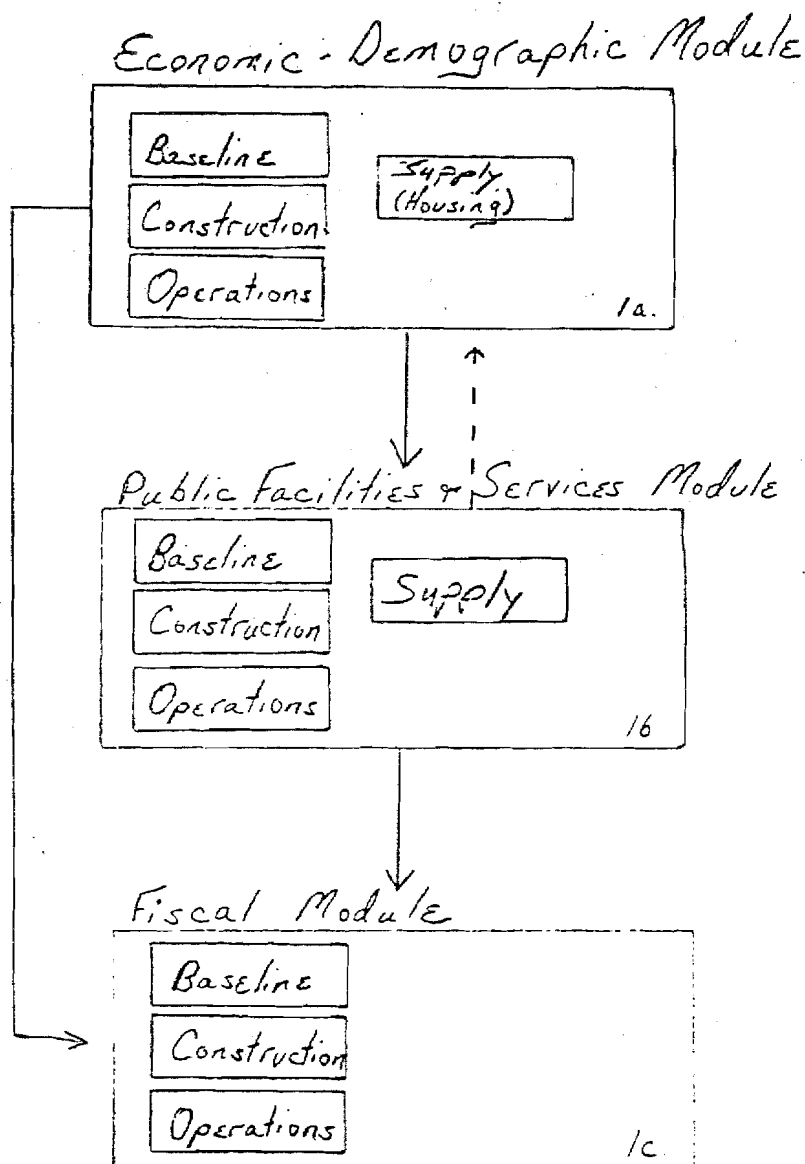 Economic - Demographic Module
Baseline
Supply
(Housing)
Construction
Operations
1a.
Public Facilities & Services Module
Baseline
Supply
Construction
Operations
1b
Fiscal Module
Baseline
Construction
Operations
1c.